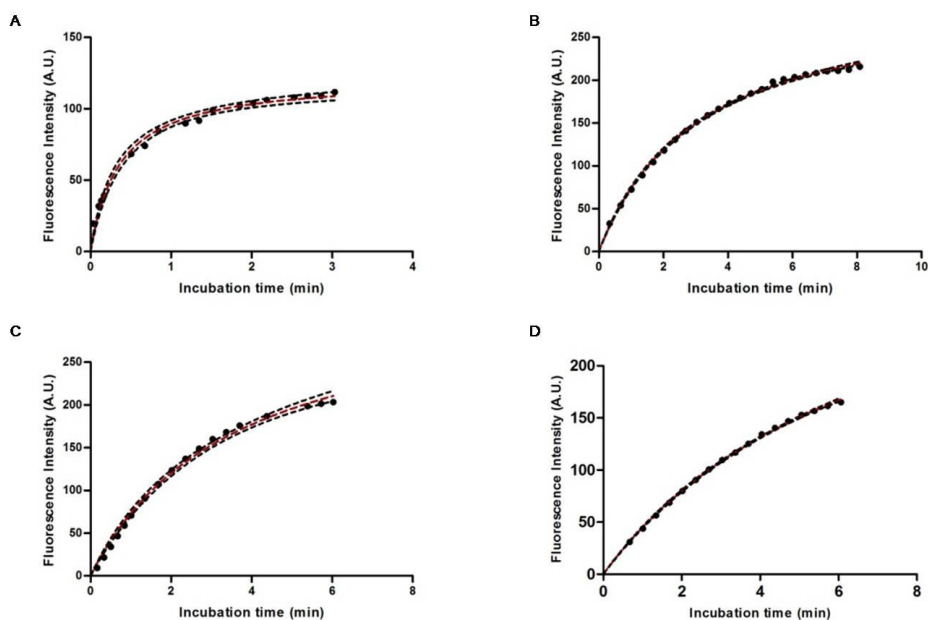 A
Fluorescence Intensity (A.U.)
150
100
50
0
0 1 2 3 4
Incubation time (min)
B
Fluorescence Intensity (A.U.)
250
200
150
100
50
0
0 2 4 6 8 10
Incubation time (min)
C
Fluorescence Intensity (A.U.)
250
200
150
100
50
0
0 2 4 6 8
Incubation time (min)
D
Fluorescence Intensity (A.U.)
200
150
100
50
0
0 2 4 6 8
Incubation time (min)